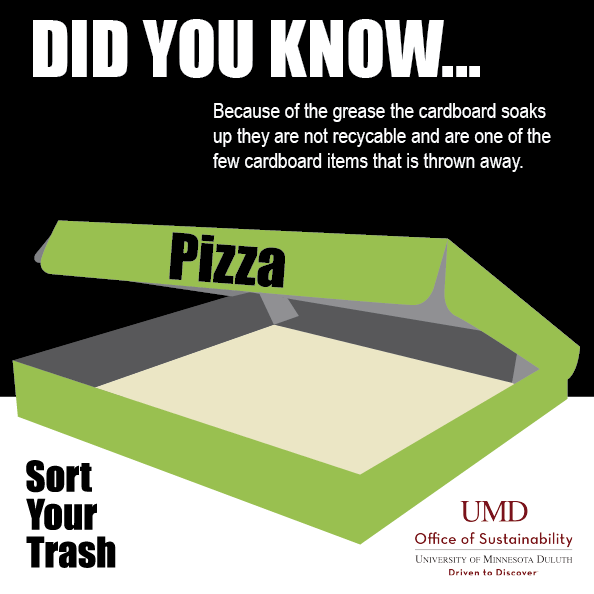 DID YOU KNOW...
Because of the grease the cardboard soaks
up they are not recycable and are one of the
few cardboard items that is thrown away.
Pizza
Sort
Your
Trash
UMD
Office of Sustainability
University of Minnesota Duluth
Driven to Discover